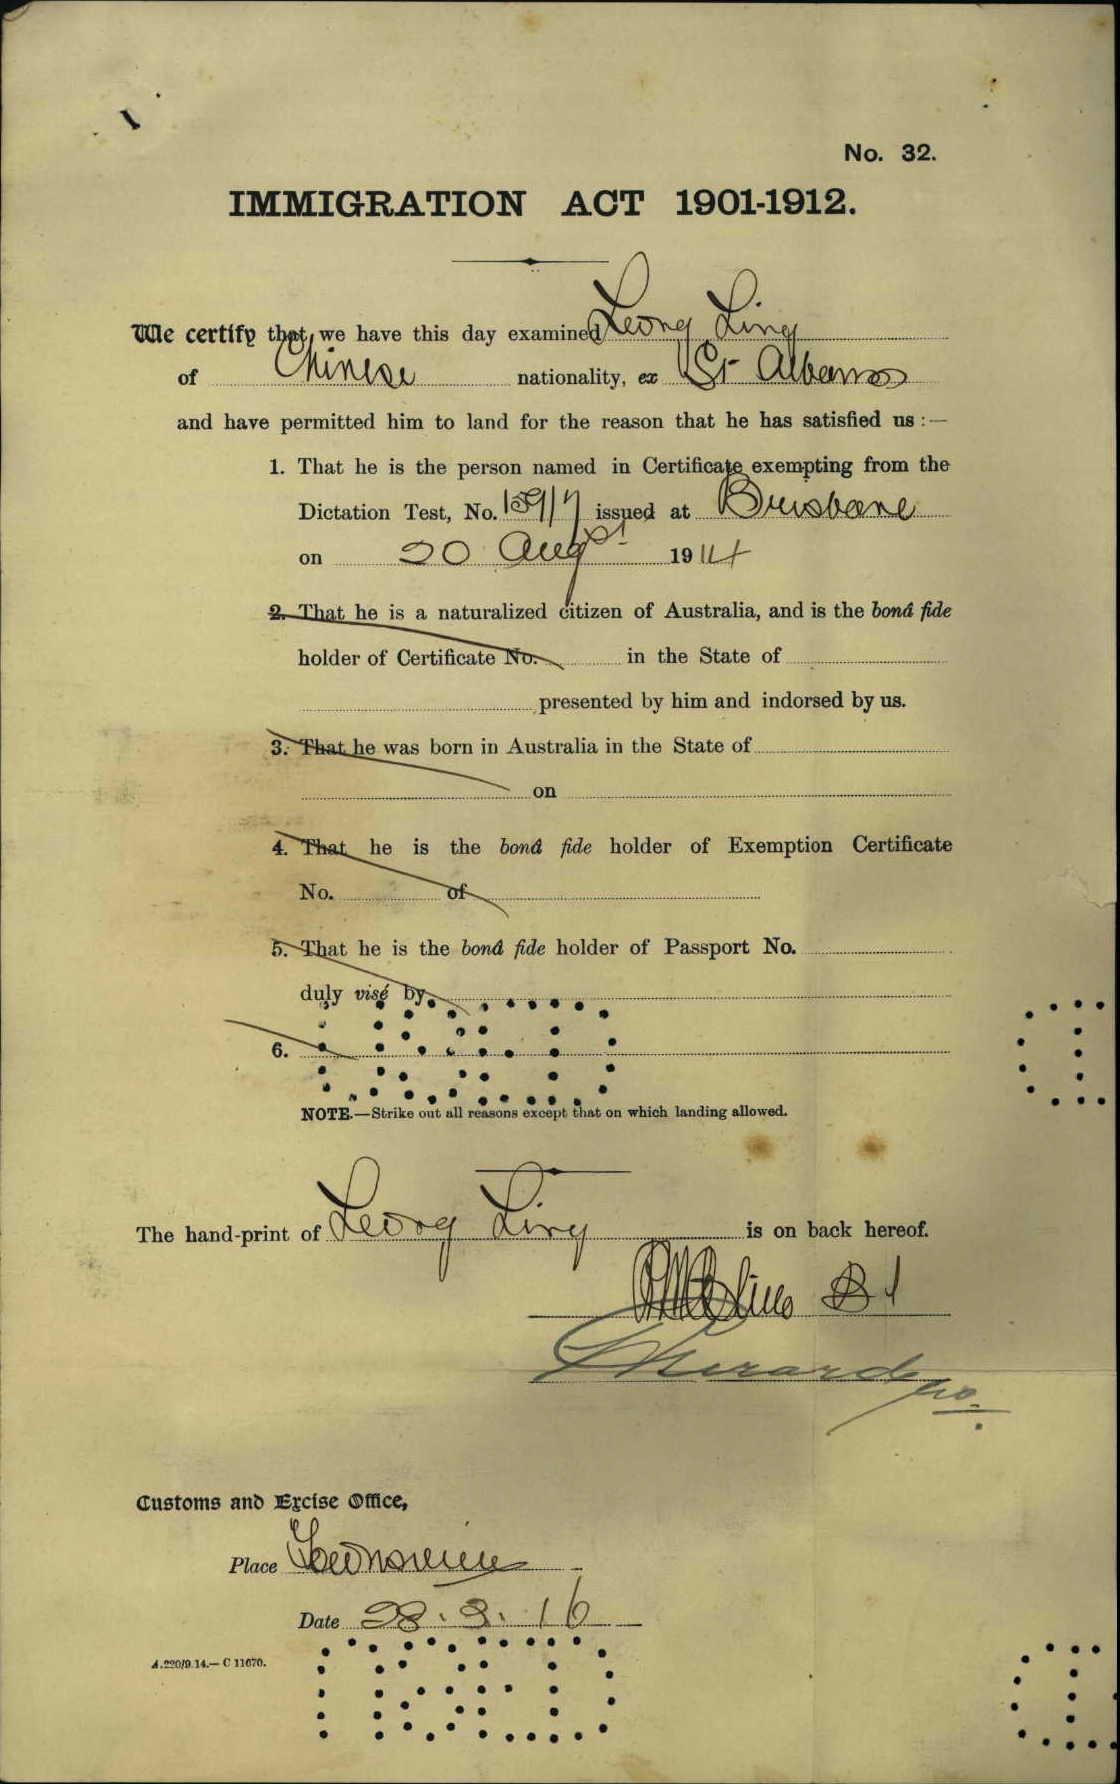 No. 32.
IMMIGRATION ACT 1901-1912.
We certify that we have this day examined Leong Ling
of Chinese nationality, ex St Albans
and have permitted him to land for the reason that he has satisfied us :—
1. That he is the person named in Certificate exempting from the
Dictation Test, No. 159/7 issued at Brisbane
on 20 Augst 1914
2. That he is a naturalized citizen of Australia, and is the bonâ fide
holder of Certificate No. in the State of
presented by him and indorsed by us.
3. That he was born in Australia in the State of
on
4. That he is the bonâ fide holder of Exemption Certificate
No. of
5. That he is the bonâ fide holder of Passport No.
duly visé by
6.
NOTE.—Strike out all reasons except that on which landing allowed.
The hand-print of Leong Ling is on back hereof.
Customs and Excise Office,
Place Townsville
Date 28. 3. 16
A.220/9.14.— C 11670.